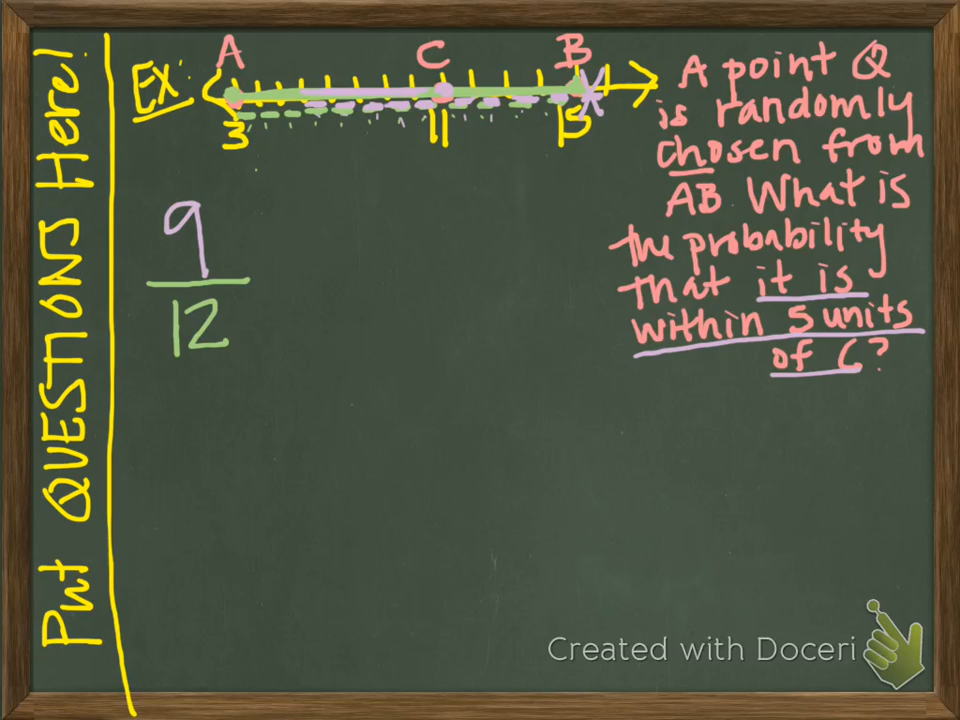 Put QUESTIONS Here!
EX:
A C B
3 11 15
9
12
A point Q
is randomly
chosen from
AB. What is
the probability
that it is
within 5 units
of C?
Created with Doceri